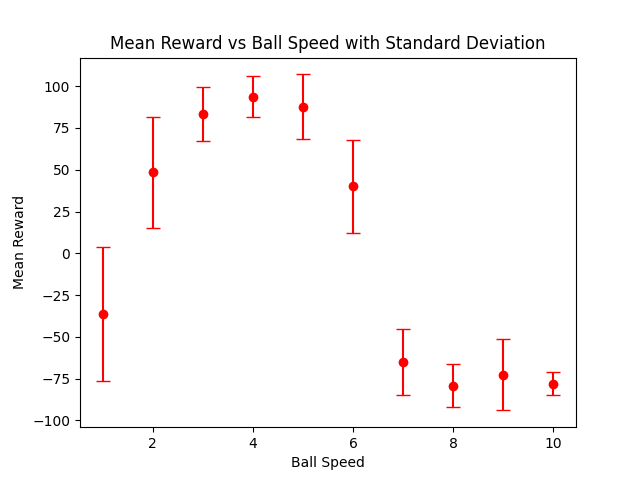 Mean Reward vs Ball Speed with Standard Deviation
100
75
50
25
0
−25
−50
−75
−100
Mean Reward
2 4 6 8 10
Ball Speed